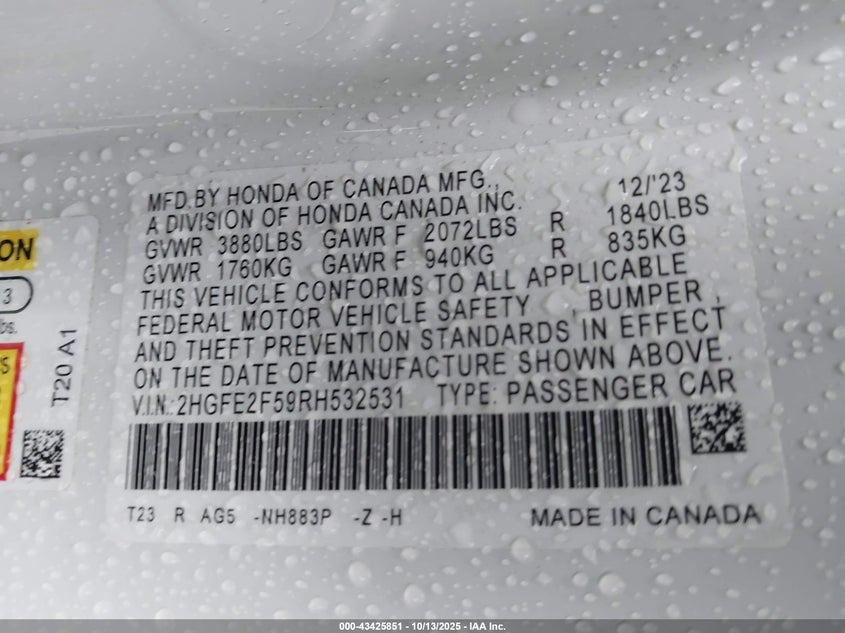 MFD.BY HONDA OF CANADA MFG., 12/'23
A DIVISION OF HONDA CANADA INC.
GVWR 3880LBS GAWR F 2072LBS R 1840LBS
GVWR 1760KG GAWR F 940KG R 835KG
THIS VEHICLE CONFORMS TO ALL APPLICABLE
FEDERAL MOTOR VEHICLE SAFETY , BUMPER ,
AND THEFT PREVENTION STANDARDS IN EFFECT
ON THE DATE OF MANUFACTURE SHOWN ABOVE.
V.I.N.: 2HGFE2F59RH532531 TYPE: PASSENGER CAR
T23 R AG5 -NH883P -Z -H MADE IN CANADA
ON
3
bs.
T20 A1
000-43425851 - 10/13/2025 - IAA Inc.